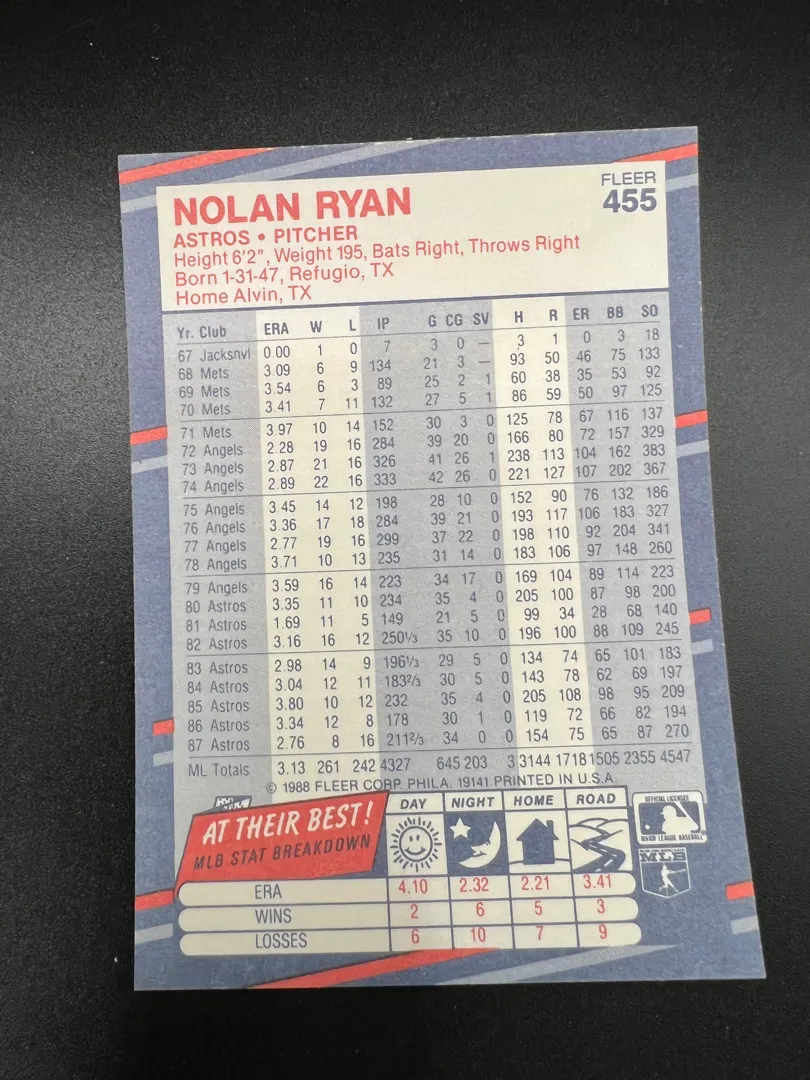 FLEER
NOLAN RYAN 455
ASTROS • PITCHER
Height 6'2", Weight 195, Bats Right, Throws Right
Born 1-31-47, Refugio, TX
Home Alvin, TX
Yr. Club ERA W L IP G CG SV H R ER BB SO
67 Jacksnvl 0.00 1 0 7 3 0 — 3 1 0 3 18
68 Mets 3.09 6 9 134 21 3 — 93 50 46 75 133
69 Mets 3.54 6 3 89 25 2 1 60 38 35 53 92
70 Mets 3.41 7 11 132 27 5 1 86 59 50 97 125
71 Mets 3.97 10 14 152 30 3 0 125 78 67 116 137
72 Angels 2.28 19 16 284 39 20 0 166 80 72 157 329
73 Angels 2.87 21 16 326 41 26 1 238 113 104 162 383
74 Angels 2.89 22 16 333 42 26 0 221 127 107 202 367
75 Angels 3.45 14 12 198 28 10 0 152 90 76 132 186
76 Angels 3.36 17 18 284 39 21 0 193 117 106 183 327
77 Angels 2.77 19 16 299 37 22 0 198 110 92 204 341
78 Angels 3.71 10 13 235 31 14 0 183 106 97 148 260
79 Angels 3.59 16 14 223 34 17 0 169 104 89 114 223
80 Astros 3.35 11 10 234 35 4 0 205 100 87 98 200
81 Astros 1.69 11 5 149 21 5 0 99 34 28 68 140
82 Astros 3.16 16 12 250 1/3 35 10 0 196 100 88 109 245
83 Astros 2.98 14 9 196 1/3 29 5 0 134 74 65 101 183
84 Astros 3.04 12 11 183 2/3 30 5 0 143 78 62 69 197
85 Astros 3.80 10 12 232 35 4 0 205 108 98 95 209
86 Astros 3.34 12 8 178 30 1 0 119 72 66 82 194
87 Astros 2.76 8 16 211 2/3 34 0 0 154 75 65 87 270
ML Totals 3.13 261 242 4327 645 203 3 3144 1718 1505 2355 4547
© 1988 FLEER CORP. PHILA. 19141 PRINTED IN U.S.A.
AT THEIR BEST!
MLB STAT BREAKDOWN
DAY NIGHT HOME ROAD
ERA 4.10 2.32 2.21 3.41
WINS 2 6 5 3
LOSSES 6 10 7 9
OFFICIAL LICENSEE
MAJOR LEAGUE BASEBALL
MLB